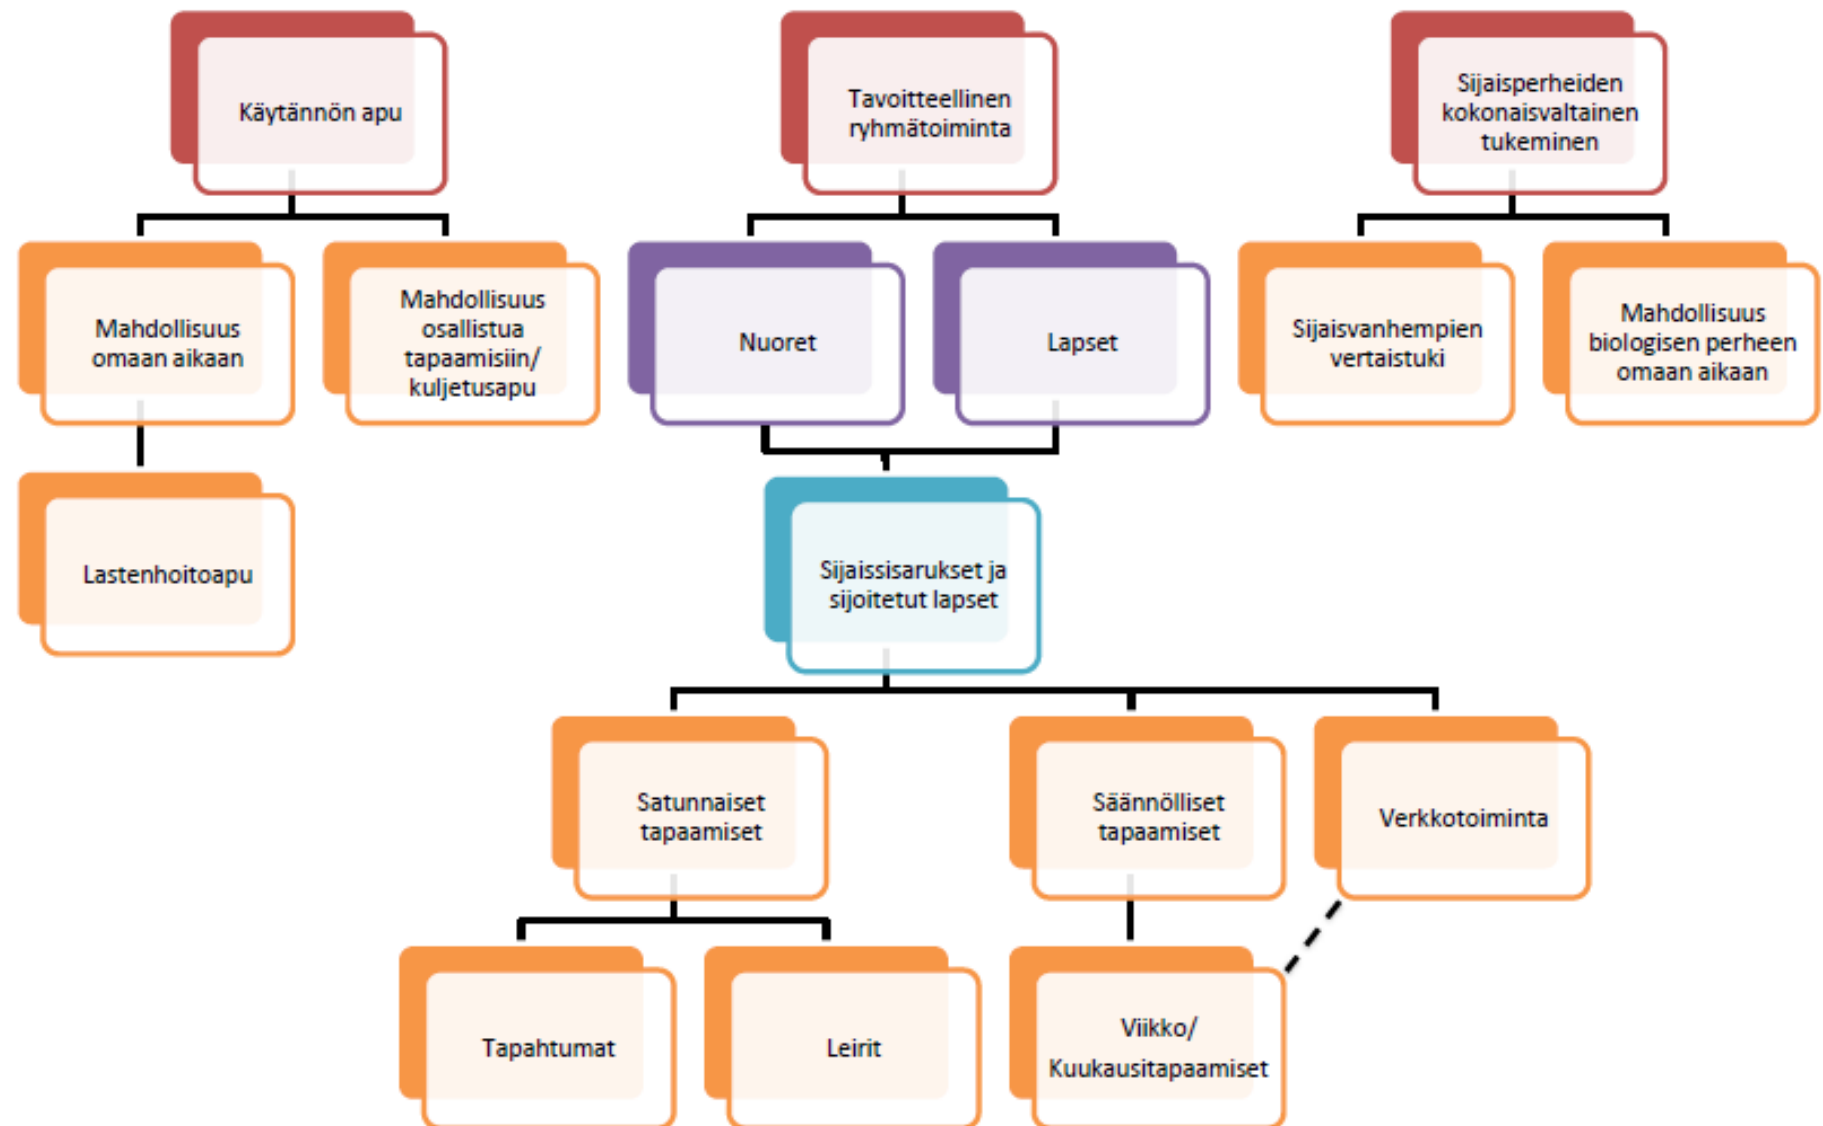 Käytännön apu
Tavoitteellinen
ryhmätoiminta
Sijaisperheiden
kokonaisvaltainen
tukeminen
Mahdollisuus
omaan aikaan
Mahdollisuus
osallistua
tapaamisiin/
kuljetusapu
Nuoret
Lapset
Sijaisvanhempien
vertaistuki
Mahdollisuus
biologisen perheen
omaan aikaan
Lastenhoitoapu
Sijaissisarukset ja
sijoitetut lapset
Satunnaiset
tapaamiset
Säännölliset
tapaamiset
Verkkotoiminta
Tapahtumat
Leirit
Viikko/
Kuukausitapaamiset